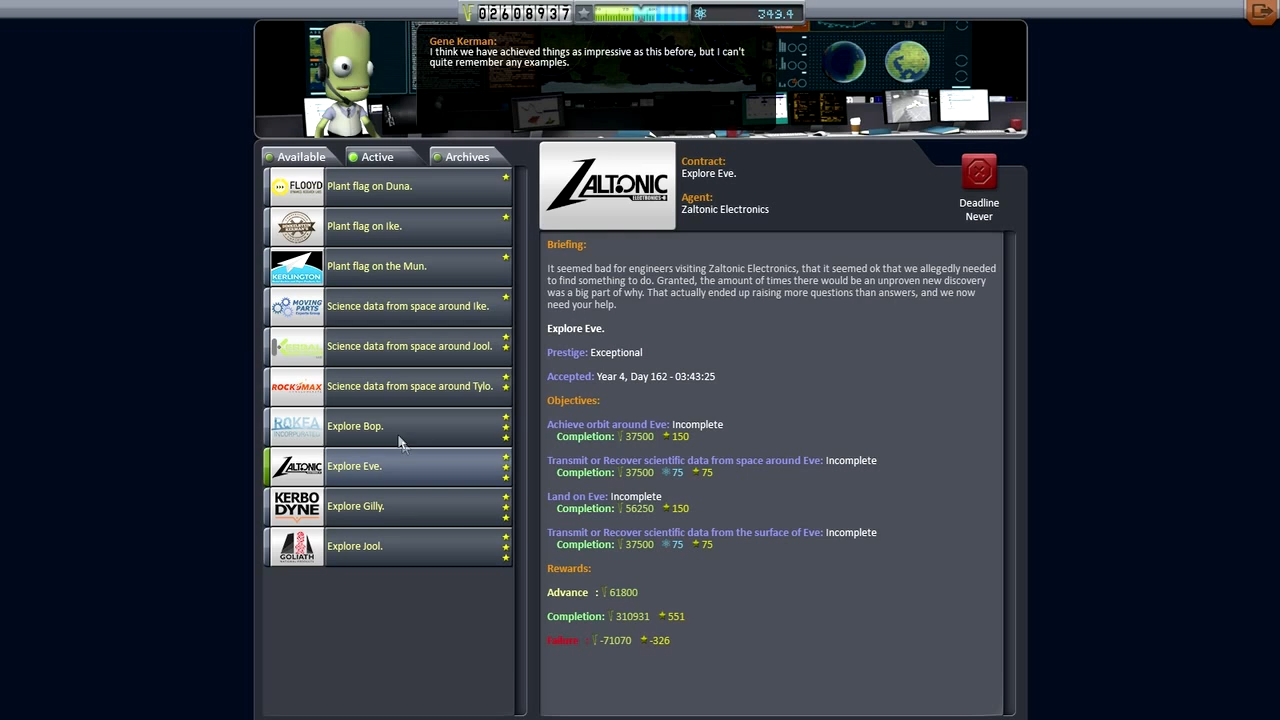 02608937
349.4
Gene Kerman:
I think we have achieved things as impressive as this before, but I can't
quite remember any examples.
Available
Active
Archives
FLOOYD
Plant flag on Duna.
Plant flag on Ike.
KERLINGTON
Plant flag on the Mun.
MOVING
PARTS
Science data from space around Ike.
Science data from space around Jool.
ROCKOMAX
Science data from space around Tylo.
ROKEA
INCORPORATED
Explore Bop.
ZALTONIC
Explore Eve.
KERBO
DYNE
Explore Gilly.
GOLIATH
Explore Jool.
ZALTONIC
ELECTRONICS
Contract:
Explore Eve.
Agent:
Zaltonic Electronics
Deadline
Never
Briefing:
It seemed bad for engineers visiting Zaltonic Electronics, that it seemed ok that we allegedly needed
to find something to do. Granted, the amount of times there would be an unproven new discovery
was a big part of why. That actually ended up raising more questions than answers, and we now
need your help.
Explore Eve.
Prestige: Exceptional
Accepted: Year 4, Day 162 - 03:43:25
Objectives:
Achieve orbit around Eve: Incomplete
Completion: 37500 150
Transmit or Recover scientific data from space around Eve: Incomplete
Completion: 37500 75 75
Land on Eve: Incomplete
Completion: 56250 150
Transmit or Recover scientific data from the surface of Eve: Incomplete
Completion: 37500 75 75
Rewards:
Advance : 61800
Completion: 310931 551
Failure : -71070 -326